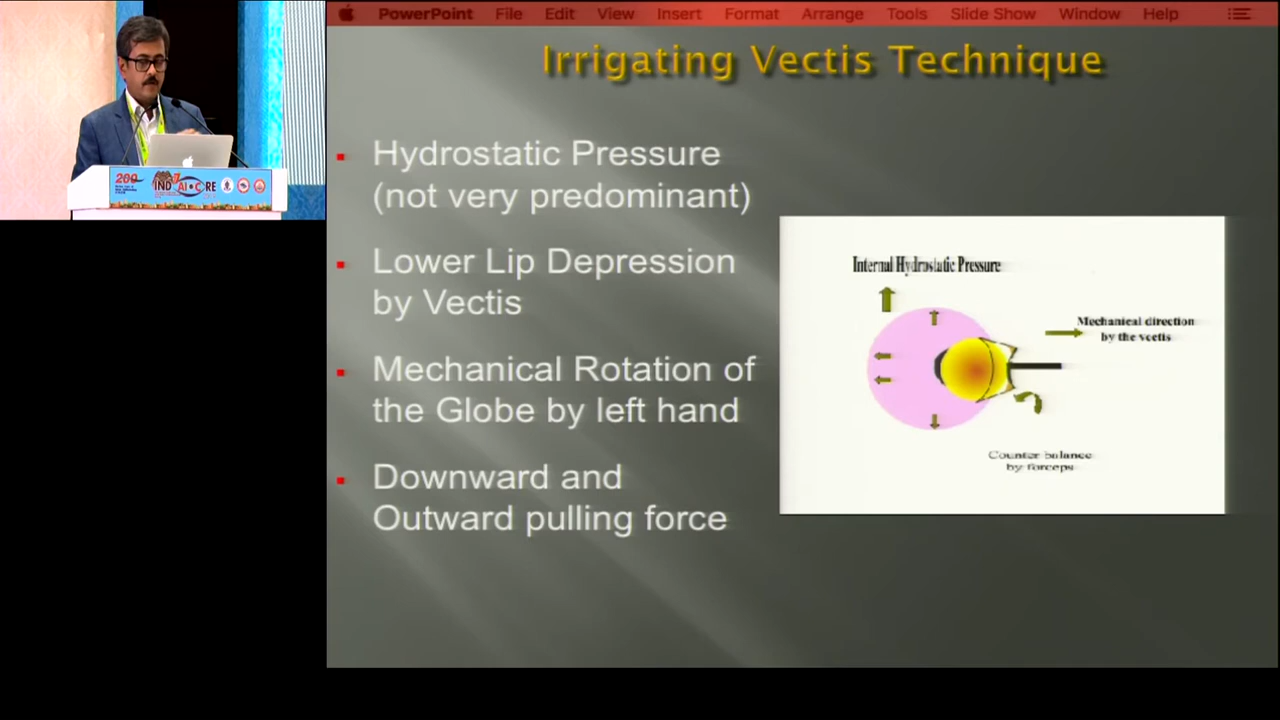 PowerPoint File Edit View Insert Format Arrange Tools Slide Show Window Help
Irrigating Vectis Technique
Hydrostatic Pressure
(not very predominant)
Lower Lip Depression
by Vectis
Mechanical Rotation of
the Globe by left hand
Downward and
Outward pulling force
Internal Hydrostatic Pressure
Mechanical direction
by the vectis
Counter balance
by forceps
200